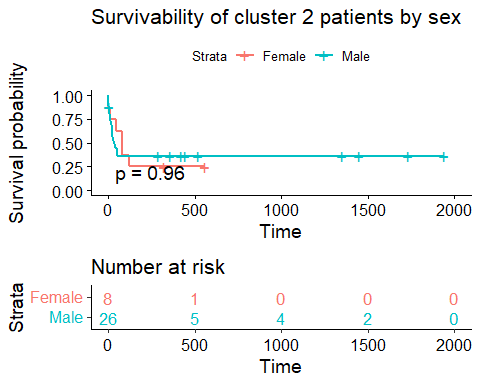 Survivability of cluster 2 patients by sex
Strata Female Male
Survival probability
1.00
0.75
0.50
0.25
0.00
p = 0.96
0 500 1000 1500 2000
Time
Number at risk
Strata
Female 8 1 0 0 0
Male 26 5 4 2 0
0 500 1000 1500 2000
Time